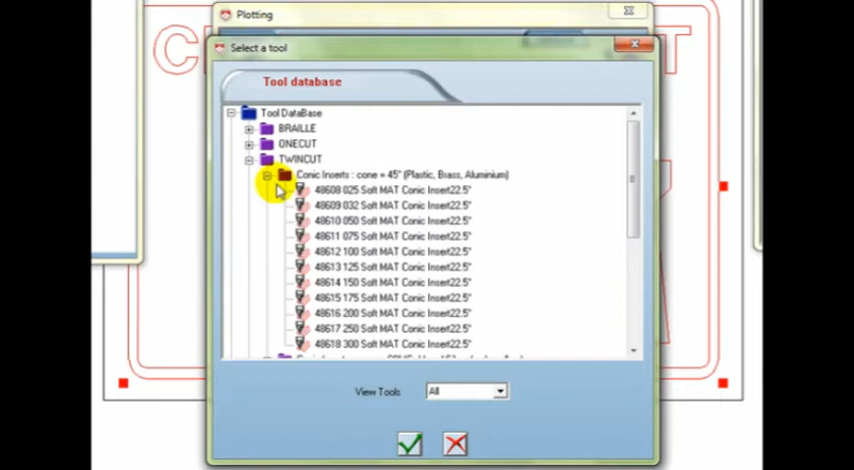 Plotting
Select a tool
Tool database
Tool DataBase
BRAILLE
ONECUT
TWINCUT
Conic Inserts : cone = 45° (Plastic, Brass, Aluminium)
48608 025 Soft MAT Conic Insert22.5°
48609 032 Soft MAT Conic Insert22.5°
48610 050 Soft MAT Conic Insert22.5°
48611 075 Soft MAT Conic Insert22.5°
48612 100 Soft MAT Conic Insert22.5°
48613 125 Soft MAT Conic Insert22.5°
48614 150 Soft MAT Conic Insert22.5°
48615 175 Soft MAT Conic Insert22.5°
48616 200 Soft MAT Conic Insert22.5°
48617 250 Soft MAT Conic Insert22.5°
48618 300 Soft MAT Conic Insert22.5°
View Tools
All